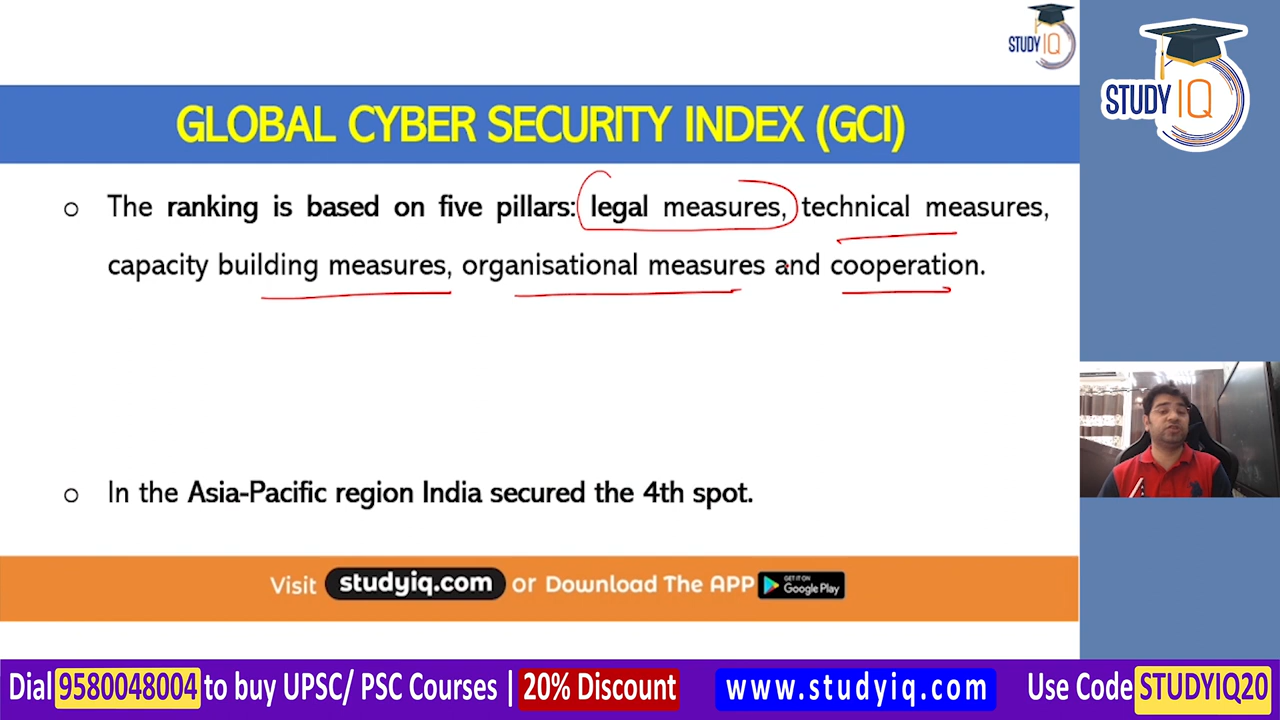 STUDY IQ
STUDY IQ
GLOBAL CYBER SECURITY INDEX (GCI)
The ranking is based on five pillars: legal measures, technical measures,
capacity building measures, organisational measures and cooperation.
In the Asia-Pacific region India secured the 4th spot.
Visit studyiq.com or Download The APP GET IT ON Google Play
Dial 9580048004 to buy UPSC/ PSC Courses | 20% Discount www.studyiq.com Use Code STUDYIQ20